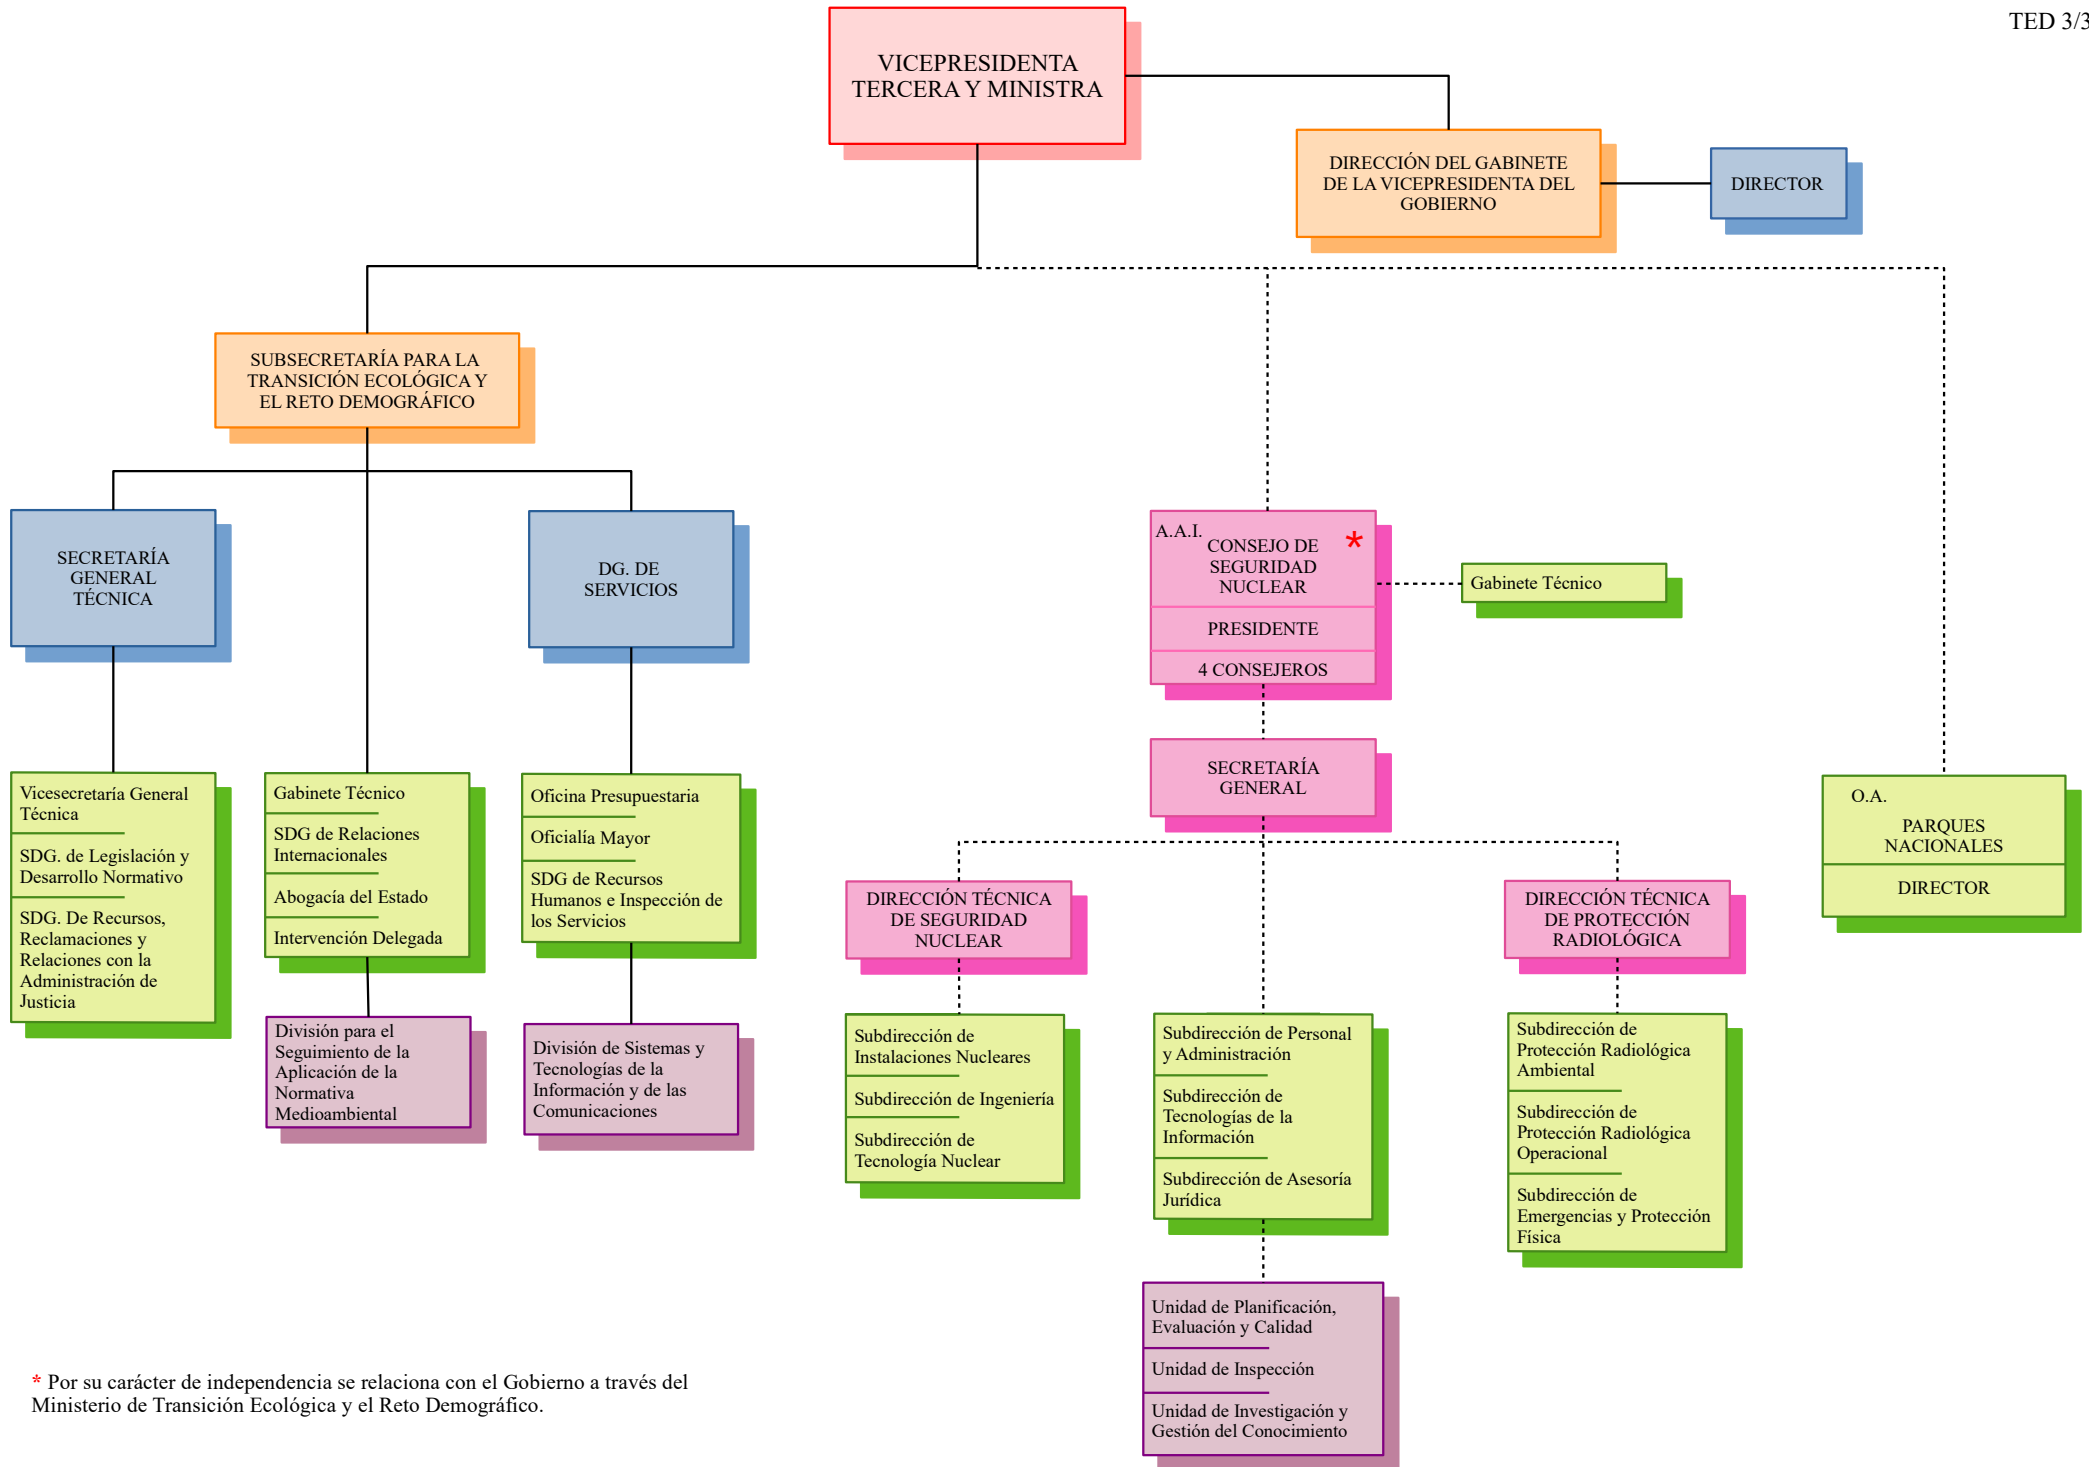 TED 3/3
VICEPRESIDENTA
TERCERA Y MINISTRA
DIRECCIÓN DEL GABINETE
DE LA VICEPRESIDENTA DEL
GOBIERNO
DIRECTOR
SUBSECRETARÍA PARA LA
TRANSICIÓN ECOLÓGICA Y
EL RETO DEMOGRÁFICO
SECRETARÍA
GENERAL
TÉCNICA
DG. DE
SERVICIOS
A.A.I.
CONSEJO DE
SEGURIDAD
NUCLEAR
*
PRESIDENTE
4 CONSEJEROS
Gabinete Técnico
SECRETARÍA
GENERAL
Vicesecretaría General
Técnica
SDG. de Legislación y
Desarrollo Normativo
SDG. De Recursos,
Reclamaciones y
Relaciones con la
Administración de
Justicia
Gabinete Técnico
SDG de Relaciones
Internacionales
Abogacía del Estado
Intervención Delegada
Oficina Presupuestaria
Oficialía Mayor
SDG de Recursos
Humanos e Inspección de
los Servicios
O.A.
PARQUES
NACIONALES
DIRECTOR
DIRECCIÓN TÉCNICA
DE SEGURIDAD
NUCLEAR
DIRECCIÓN TÉCNICA
DE PROTECCIÓN
RADIOLÓGICA
División para el
Seguimiento de la
Aplicación de la
Normativa
Medioambiental
División de Sistemas y
Tecnologías de la
Información y de las
Comunicaciones
Subdirección de
Instalaciones Nucleares
Subdirección de Ingeniería
Subdirección de
Tecnología Nuclear
Subdirección de Personal
y Administración
Subdirección de
Tecnologías de la
Información
Subdirección de Asesoría
Jurídica
Subdirección de
Protección Radiológica
Ambiental
Subdirección de
Protección Radiológica
Operacional
Subdirección de
Emergencias y Protección
Física
Unidad de Planificación,
Evaluación y Calidad
Unidad de Inspección
Unidad de Investigación y
Gestión del Conocimiento
* Por su carácter de independencia se relaciona con el Gobierno a través del
Ministerio de Transición Ecológica y el Reto Demográfico.